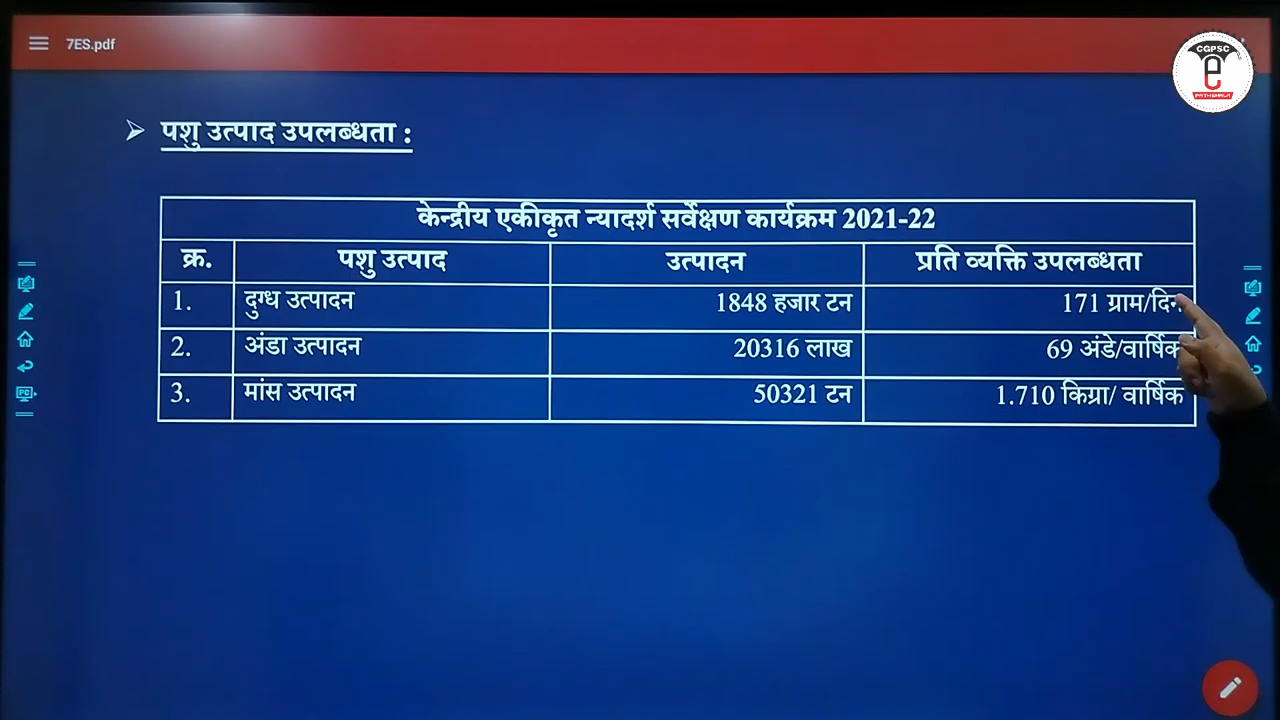 7ES.pdf
CGPSC
e
PATHSHALA
➢ पशु उत्पाद उपलब्धता :
केन्द्रीय एकीकृत न्यादर्श सर्वेक्षण कार्यक्रम 2021-22
क्र. पशु उत्पाद उत्पादन प्रति व्यक्ति उपलब्धता
1. दुग्ध उत्पादन 1848 हजार टन 171 ग्राम/दिन
2. अंडा उत्पादन 20316 लाख 69 अंडे/वार्षिक
3. मांस उत्पादन 50321 टन 1.710 किग्रा/ वार्षिक